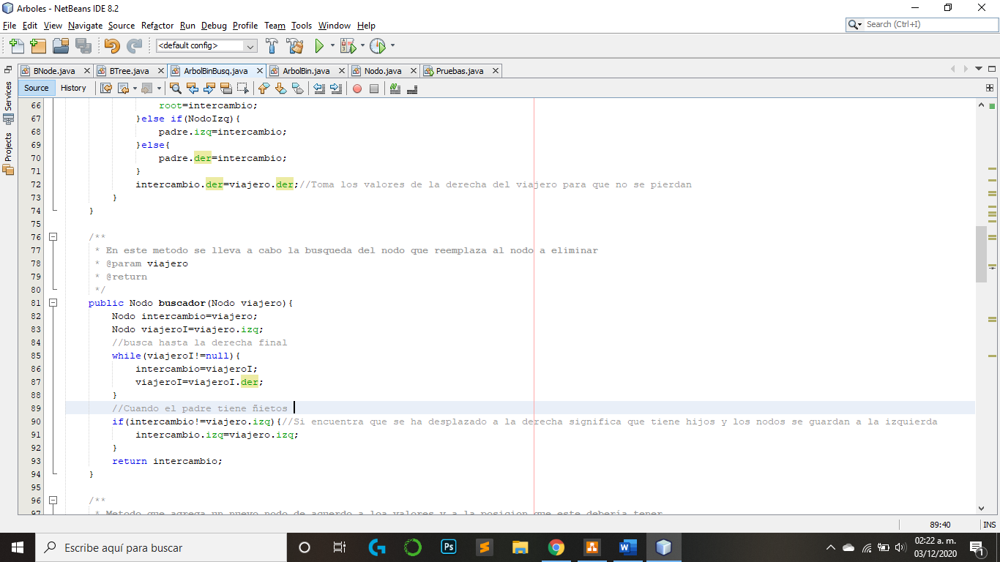 Arboles - NetBeans IDE 8.2
File Edit View Navigate Source Refactor Run Debug Profile Team Tools Window Help
Search (Ctrl+I)
<default config>
BNode.java BTree.java ArbolBinBusq.java ArbolBin.java Nodo.java Pruebas.java
Services
Projects
Source History
66 root=intercambio;
67 }else if(NodoIzq){
68 padre.izq=intercambio;
69 }else{
70 padre.der=intercambio;
71 }
72 intercambio.der=viajero.der;//Toma los valores de la derecha del viajero para que no se pierdan
73 }
74 }
75
76 /**
77 * En este metodo se lleva a cabo la busqueda del nodo que reemplaza al nodo a eliminar
78 * @param viajero
79 * @return
80 */
81 public Nodo buscador(Nodo viajero){
82 Nodo intercambio=viajero;
83 Nodo viajeroI=viajero.izq;
84 //busca hasta la derecha final
85 while(viajeroI!=null){
86 intercambio=viajeroI;
87 viajeroI=viajeroI.der;
88 }
89 //Cuando el padre tiene ñietos
90 if(intercambio!=viajero.izq){//Si encuentra que se ha desplazado a la derecha significa que tiene hijos y los nodos se guardan a la izquierda
91 intercambio.izq=viajero.izq;
92 }
93 return intercambio;
94 }
95
96 /**
97 * Metodo que agrega un nuevo nodo de acuerdo a los valores y a la posicion que este debería tener
89:40 INS
Escribe aquí para buscar
Ps
02:22 a. m.
03/12/2020
1